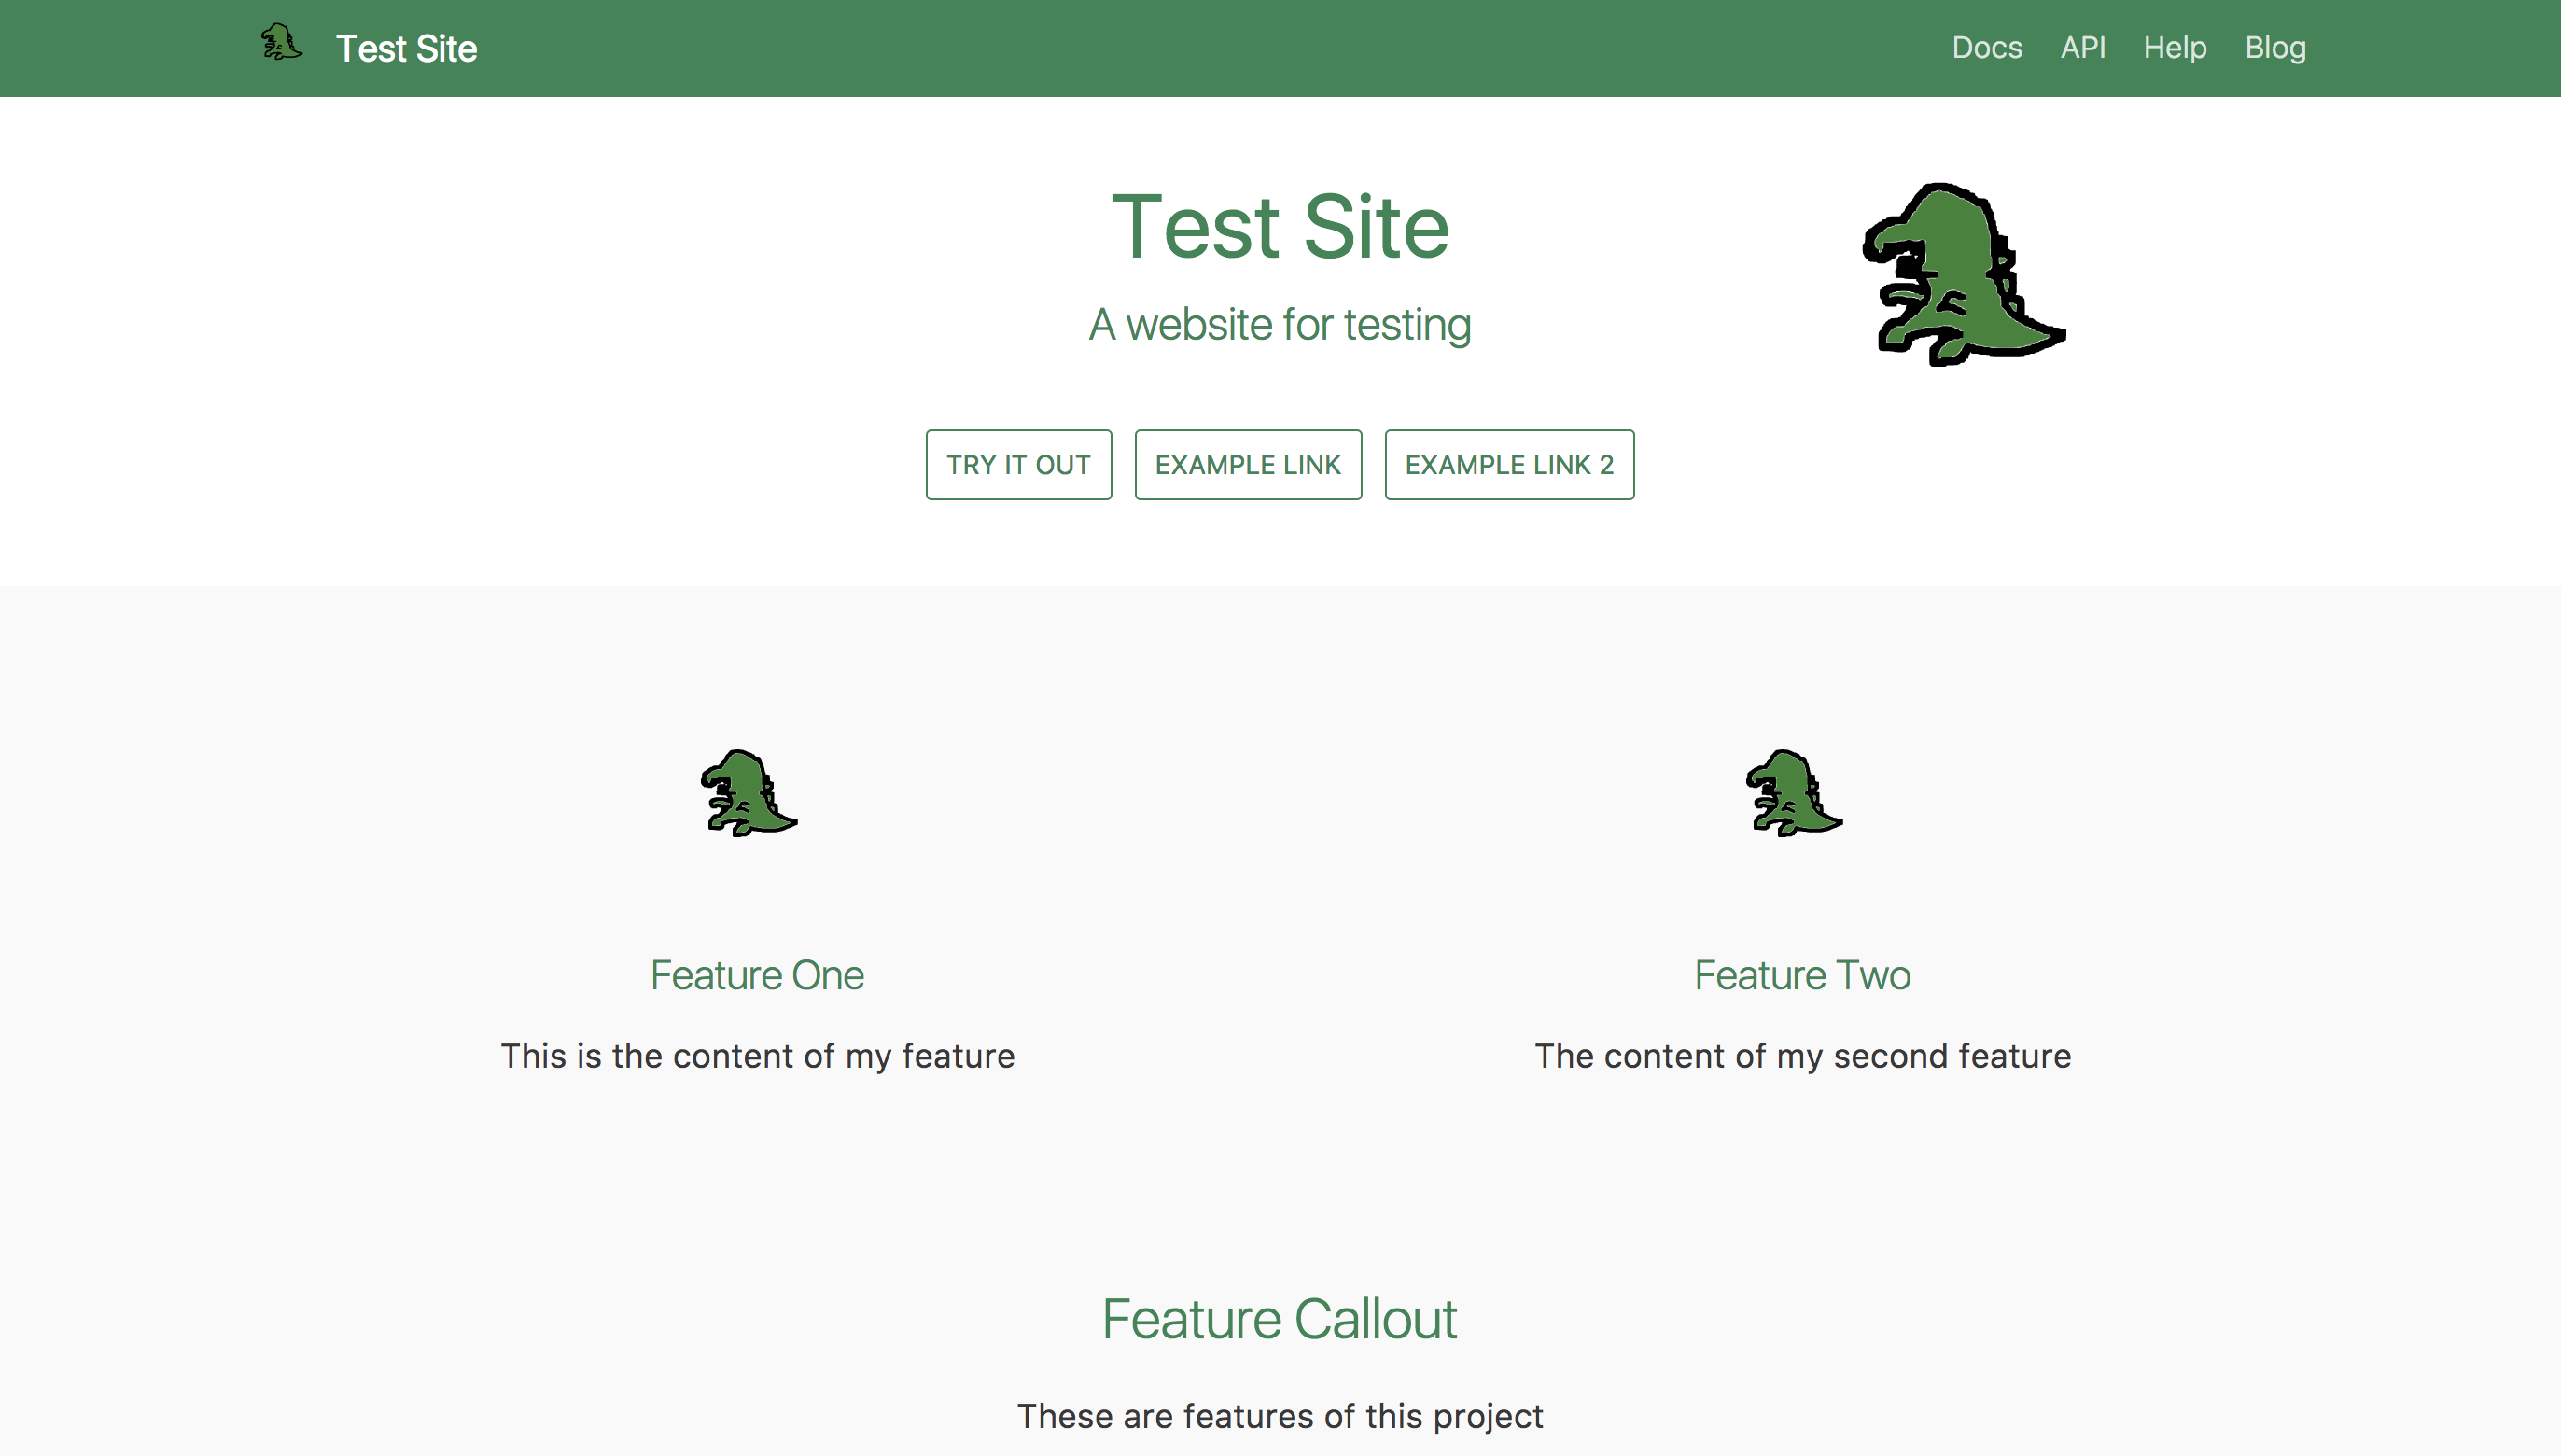 Test Site
Docs API Help Blog
Test Site
A website for testing
TRY IT OUT
EXAMPLE LINK
EXAMPLE LINK 2
Feature One
This is the content of my feature
Feature Two
The content of my second feature
Feature Callout
These are features of this project